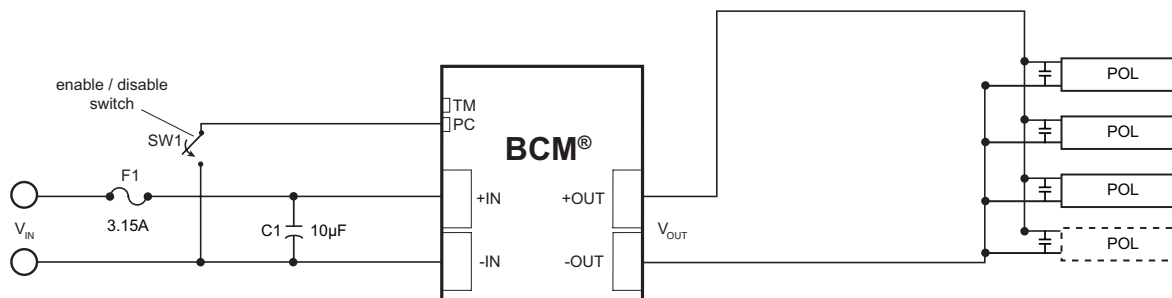 enable / disable
switch
SW1
F1
3.15A
V_IN
C1
10µF
TM
PC
BCM®
+IN
-IN
+OUT
-OUT
V_OUT
POL
POL
POL
POL